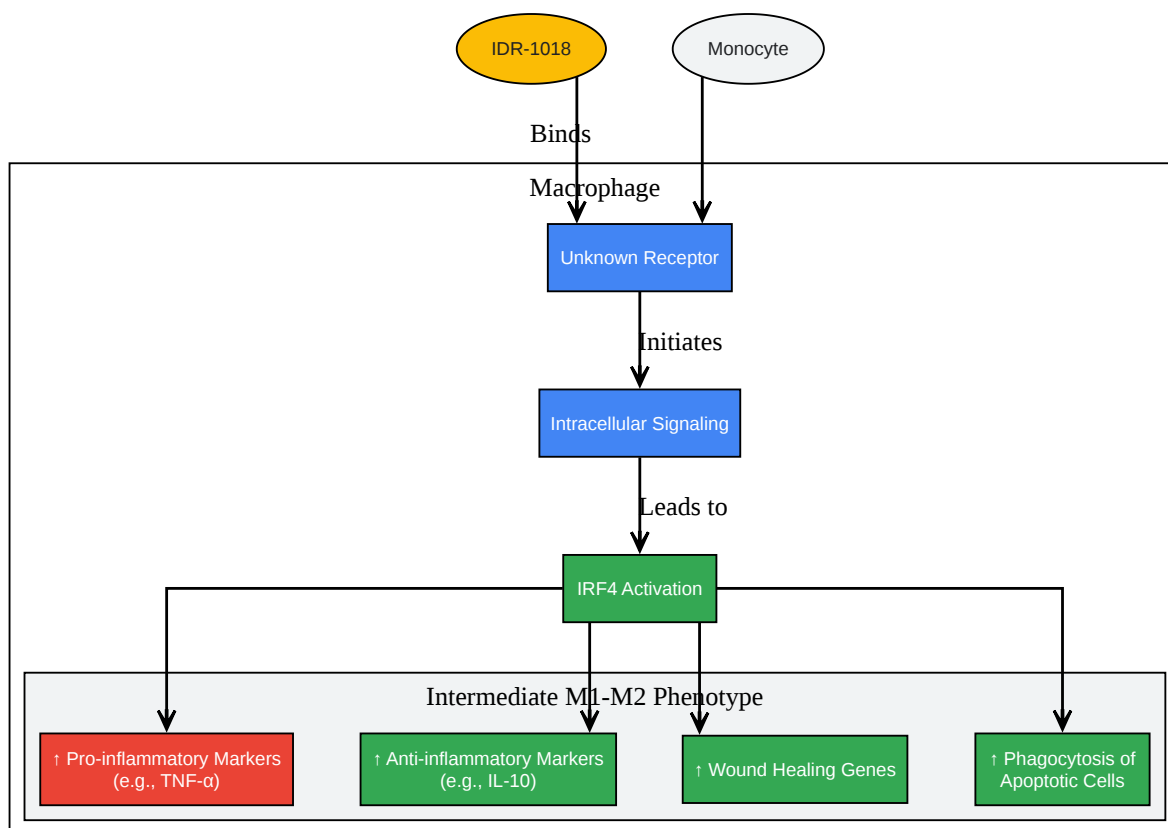 IDR-1018
Monocyte
Binds
Macrophage
Unknown Receptor
Initiates
Intracellular Signaling
Leads to
IRF4 Activation
Intermediate M1-M2 Phenotype
↑ Pro-inflammatory Markers
(e.g., TNF-α)
↑ Anti-inflammatory Markers
(e.g., IL-10)
↑ Wound Healing Genes
↑ Phagocytosis of
Apoptotic Cells